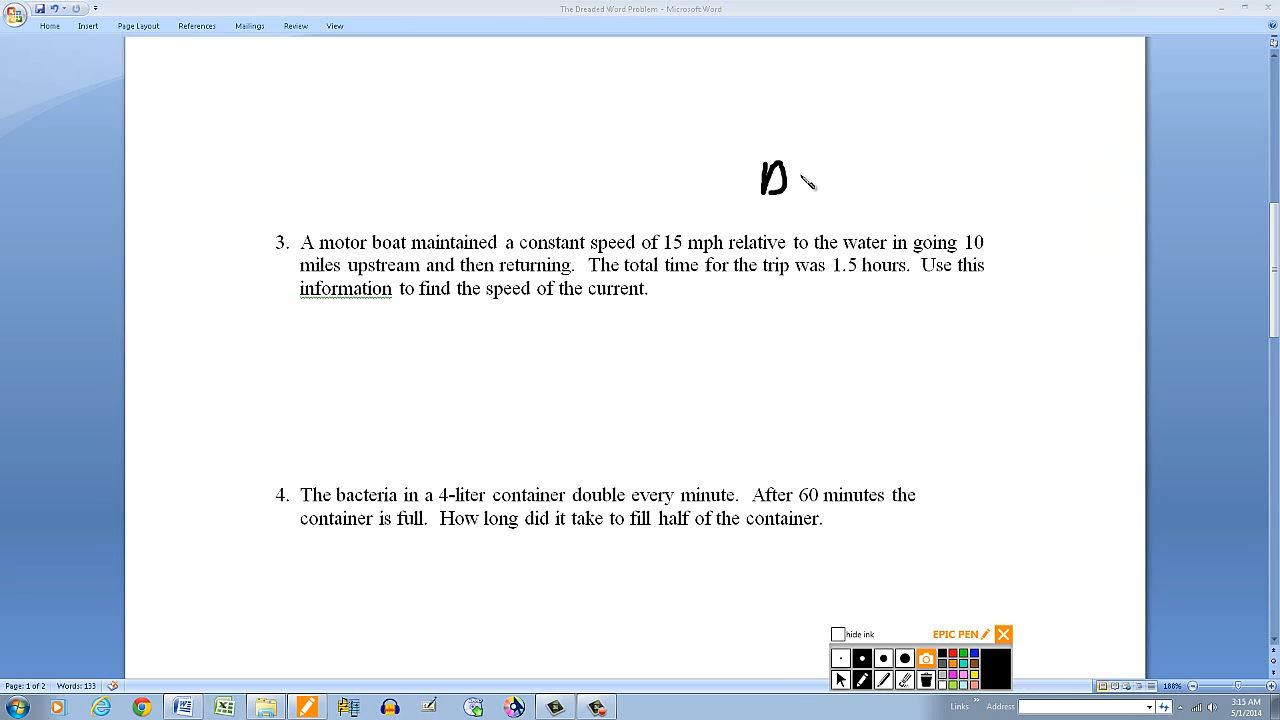 The Dreaded Word Problem - Microsoft Word
Home Insert Page Layout References Mailings Review View
D
3. A motor boat maintained a constant speed of 15 mph relative to the water in going 10
miles upstream and then returning. The total time for the trip was 1.5 hours. Use this
information to find the speed of the current.
4. The bacteria in a 4-liter container double every minute. After 60 minutes the
container is full. How long did it take to fill half of the container.
hide ink EPIC PEN
Page: 1 of 2 Words: 133 188%
Links » Address 3:15 AM
5/1/2014